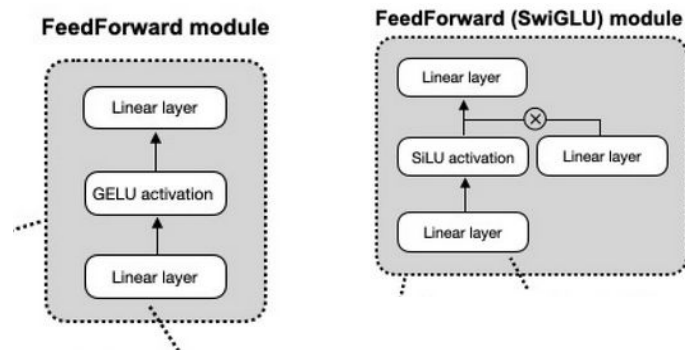 FeedForward module
Linear layer
GELU activation
Linear layer
FeedForward (SwiGLU) module
Linear layer
SiLU activation
Linear layer
Linear layer